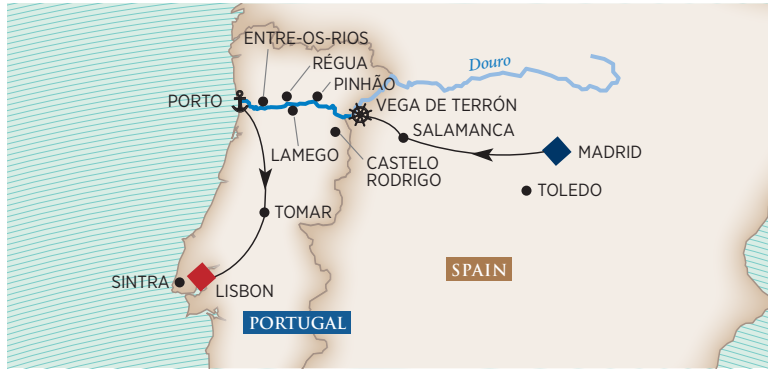 ENTRE-OS-RIOS
RÉGUA
PINHÃO
Douro
PORTO
VEGA DE TERRÓN
SALAMANCA
LAMEGO
CASTELO
RODRIGO
MADRID
TOLEDO
TOMAR
SINTRA
LISBON
SPAIN
PORTUGAL